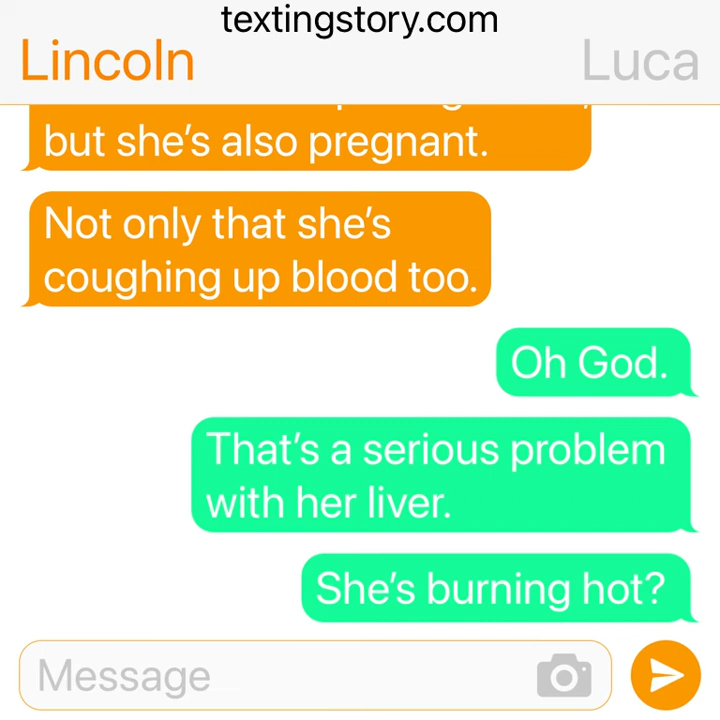 textingstory.com
Lincoln
Luca
but she's also pregnant.
Not only that she's
coughing up blood too.
Oh God.
That's a serious problem
with her liver.
She's burning hot?
Message